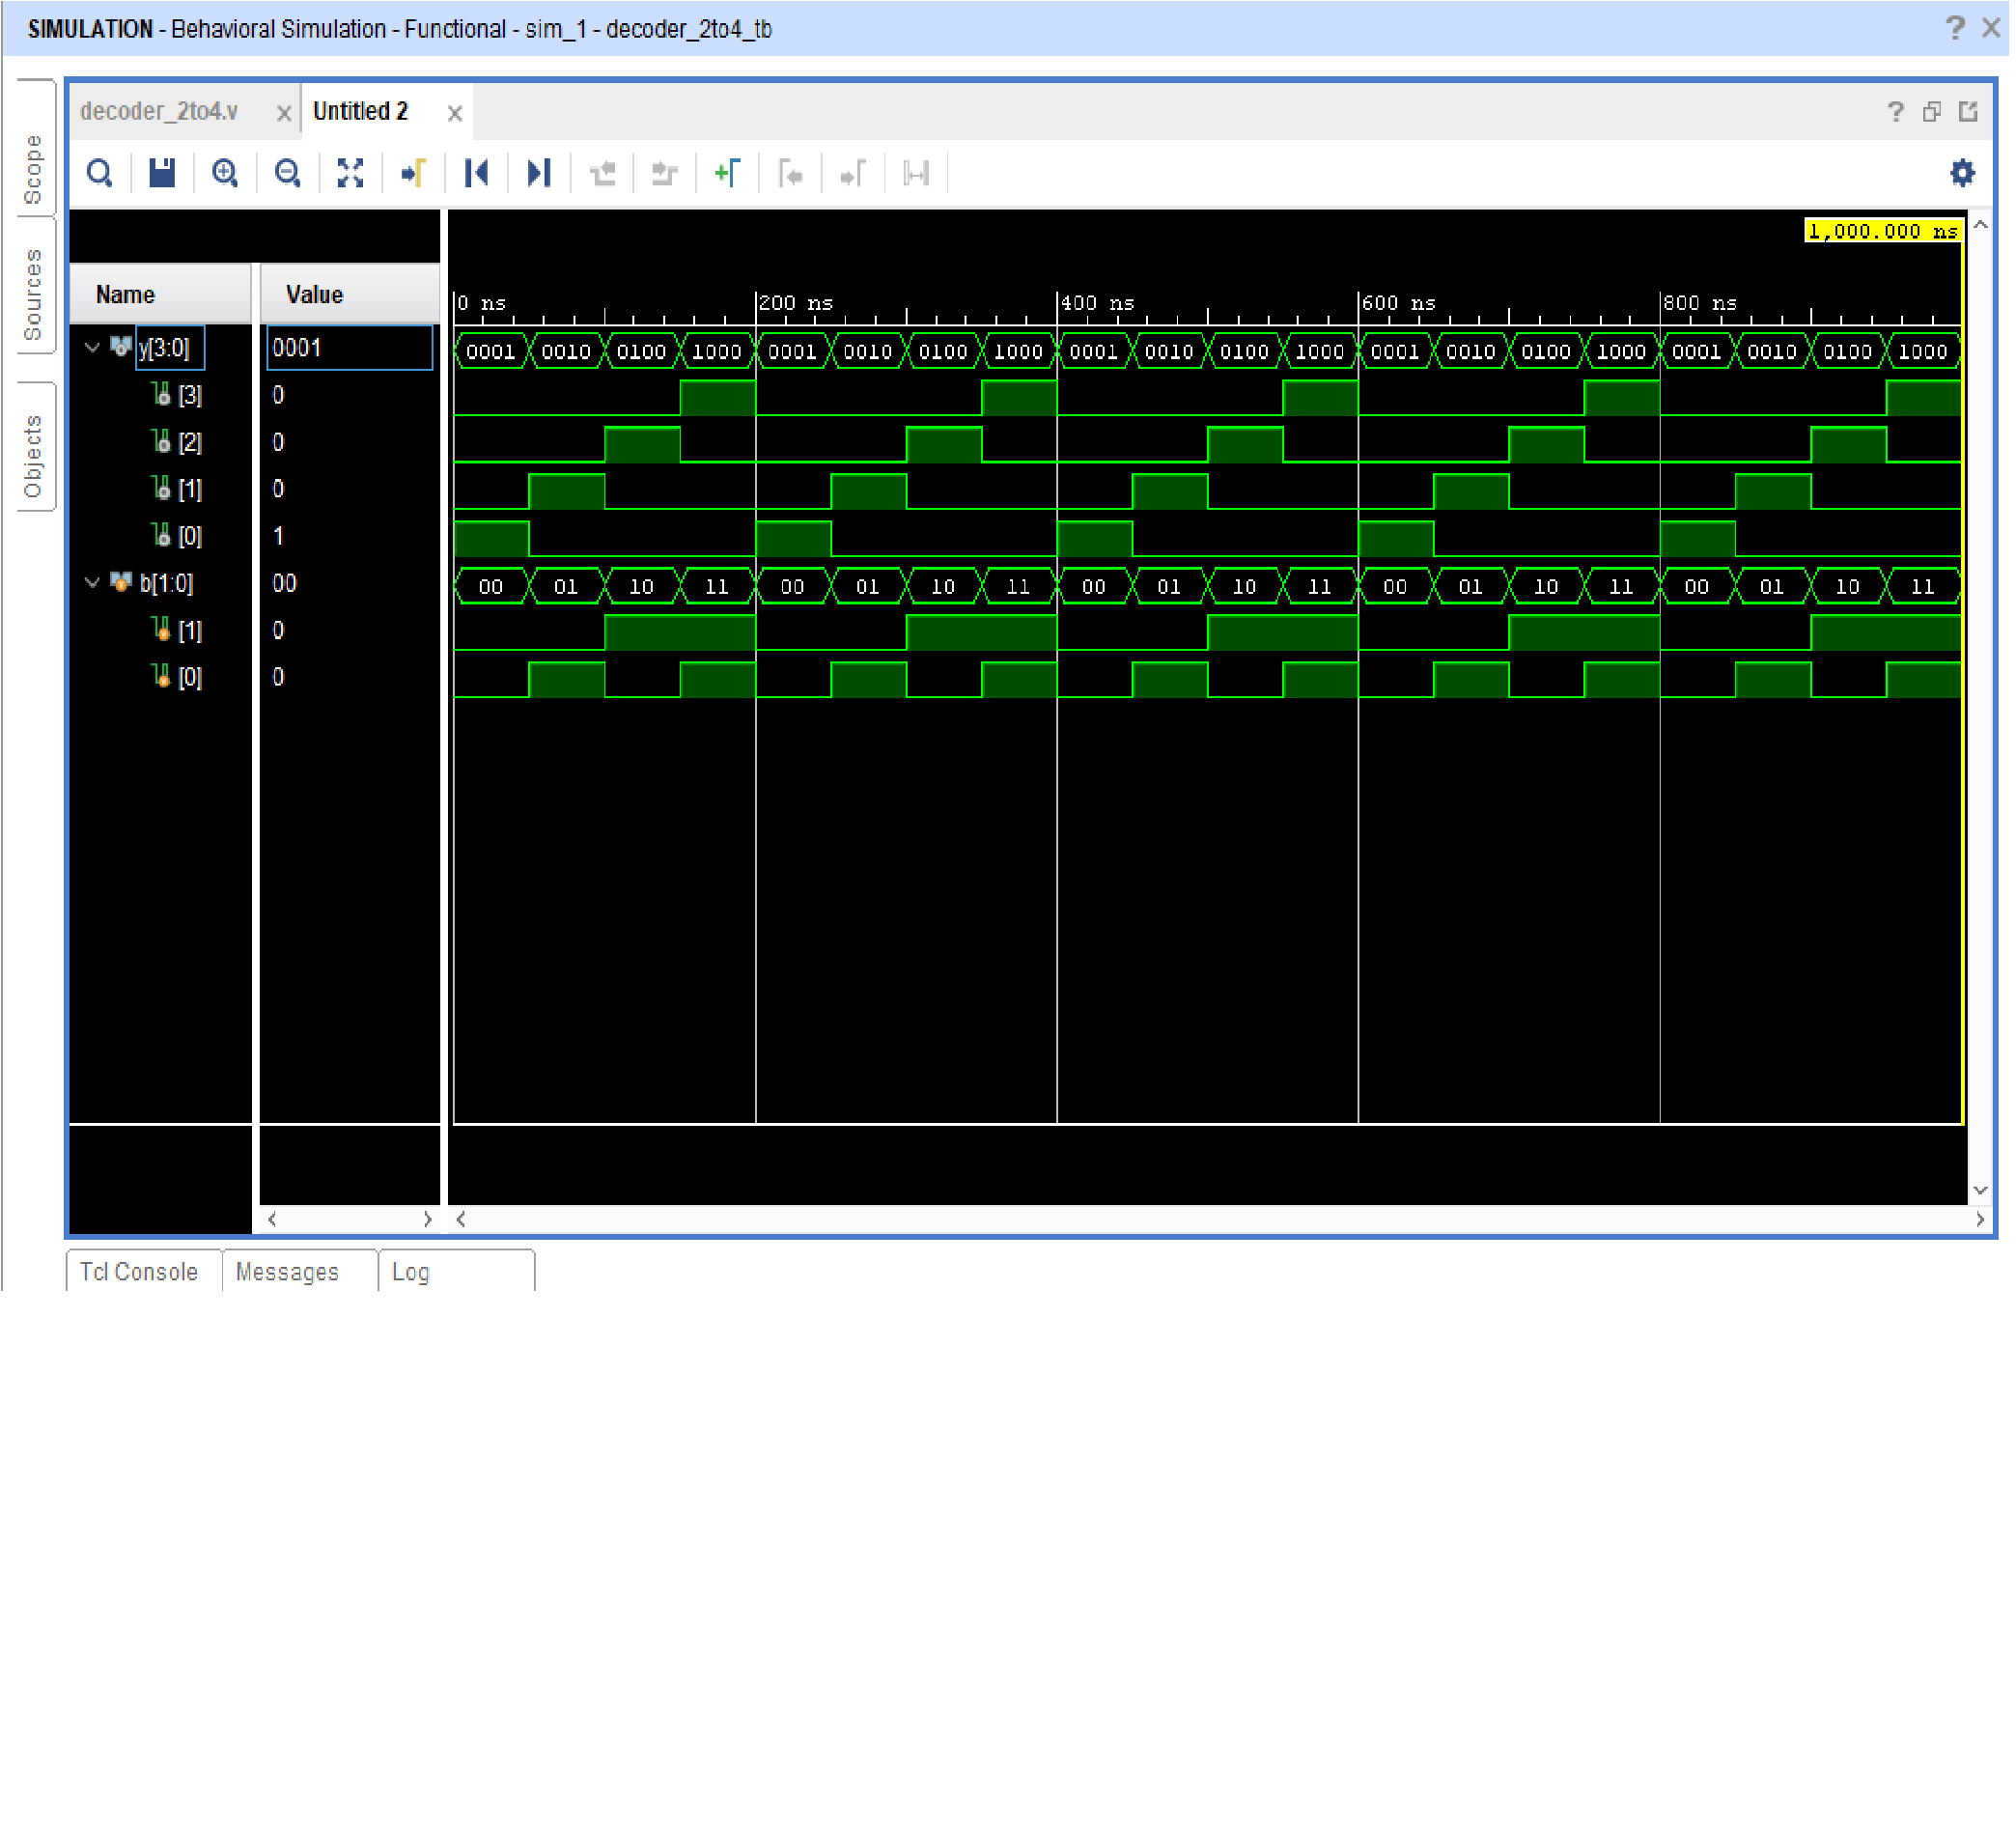 SIMULATION - Behavioral Simulation - Functional - sim_1 - decoder_2to4_tb
Scope
Sources
Objects
decoder_2to4.v
Untitled 2
1,000.000 ns
Name Value
0 ns 200 ns 400 ns 600 ns 800 ns
y[3:0] 0001 0001 0010 0100 1000 0001 0010 0100 1000 0001 0010 0100 1000 0001 0010 0100 1000 0001 0010 0100 1000
[3] 0
[2] 0
[1] 0
[0] 1
b[1:0] 00 00 01 10 11 00 01 10 11 00 01 10 11 00 01 10 11 00 01 10 11
[1] 0
[0] 0
Tcl Console Messages Log